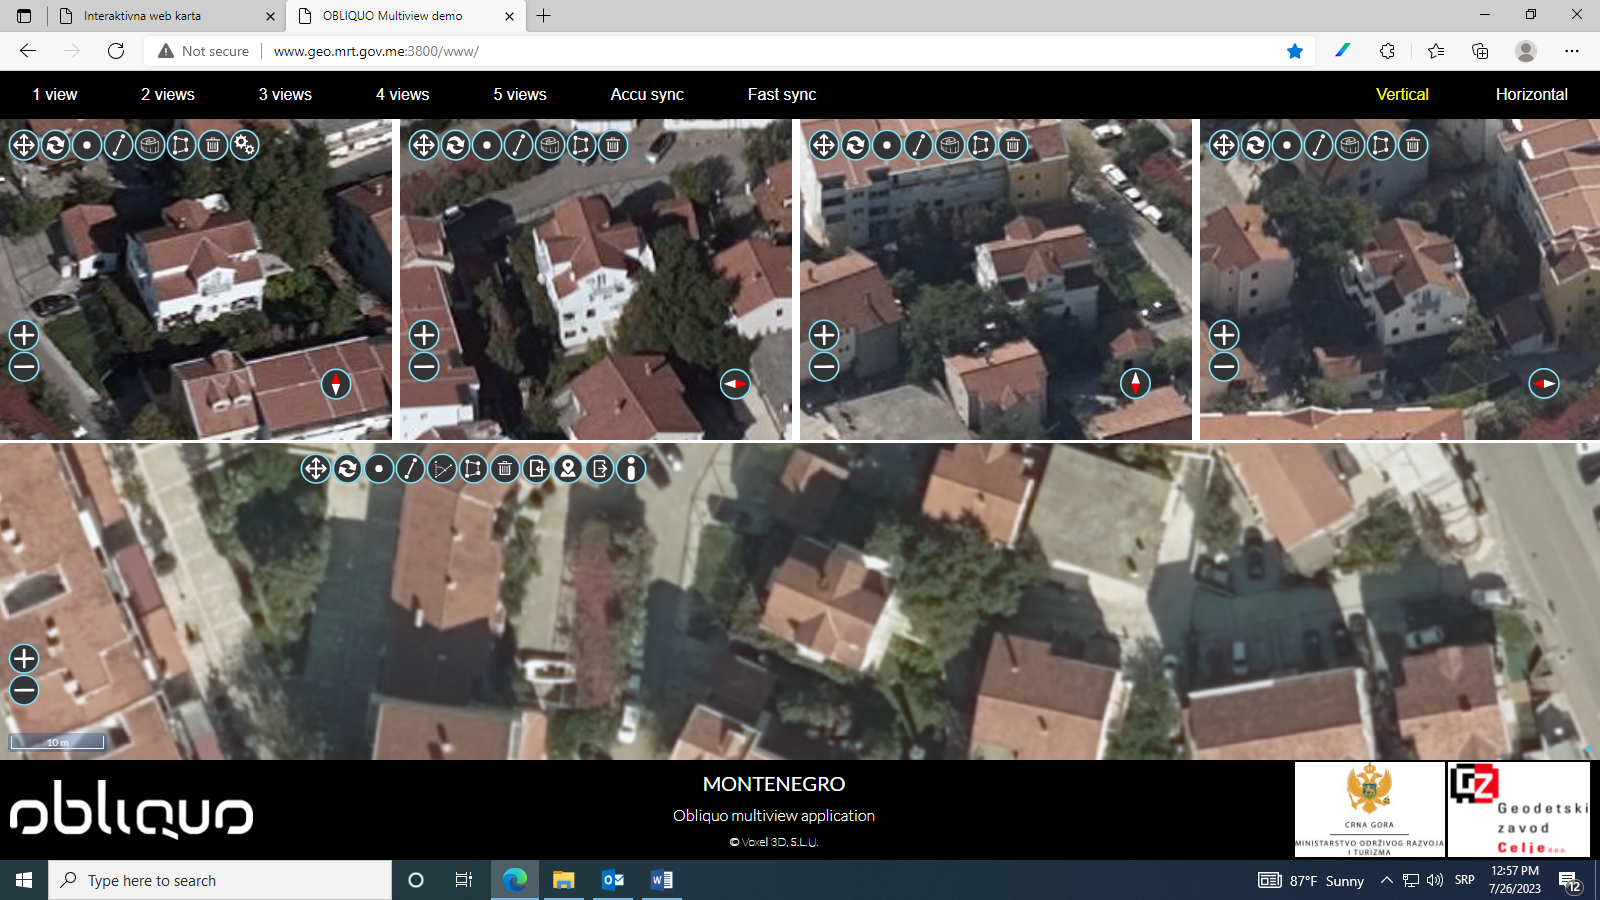 Interaktivna web karta
OBLIQUO Multiview demo
Not secure
www.geo.mrt.gov.me:3800/www/
1 view
2 views
3 views
4 views
5 views
Accu sync
Fast sync
Vertical
Horizontal
10 m
obliquo
MONTENEGRO
Obliquo multiview application
© Voxel 3D, S.L.U.
CRNA GORA
MINISTARSTVO ODRŽIVOG RAZVOJA
I TURIZMA
GZ
Geodetski
zavod
Celje d.o.o.
Type here to search
87°F Sunny
SRP
12:57 PM
7/26/2023
12